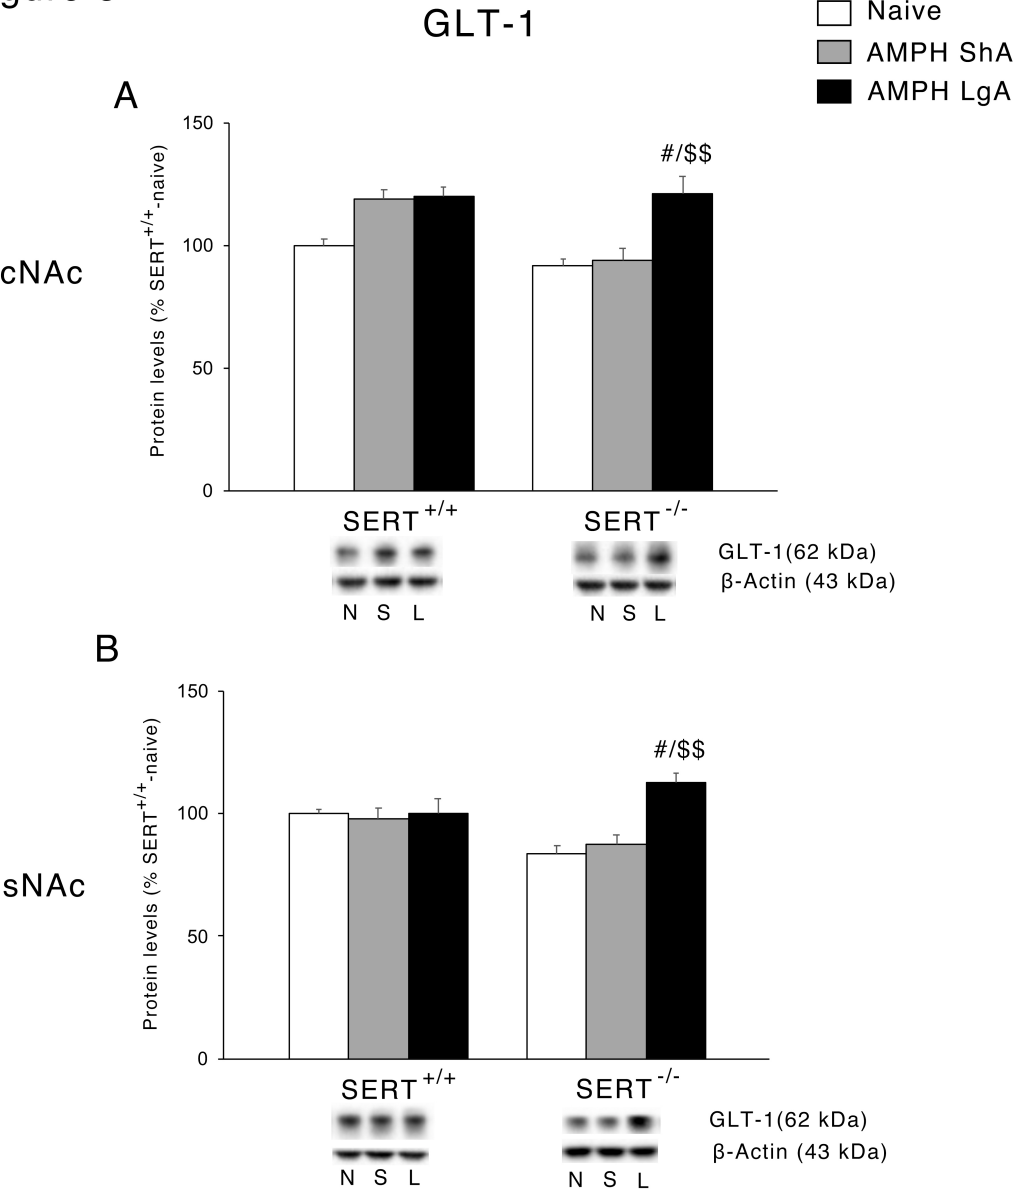 GLT-1
Naive
AMPH ShA
AMPH LgA
A
150
100
50
0
Protein levels (% SERT+/+-naive)
#/$$
cNAc
SERT+/+
SERT-/-
GLT-1(62 kDa)
β-Actin (43 kDa)
N S L
N S L
B
150
100
50
0
Protein levels (% SERT+/+-naive)
#/$$
sNAc
SERT+/+
SERT-/-
GLT-1(62 kDa)
β-Actin (43 kDa)
N S L
N S L